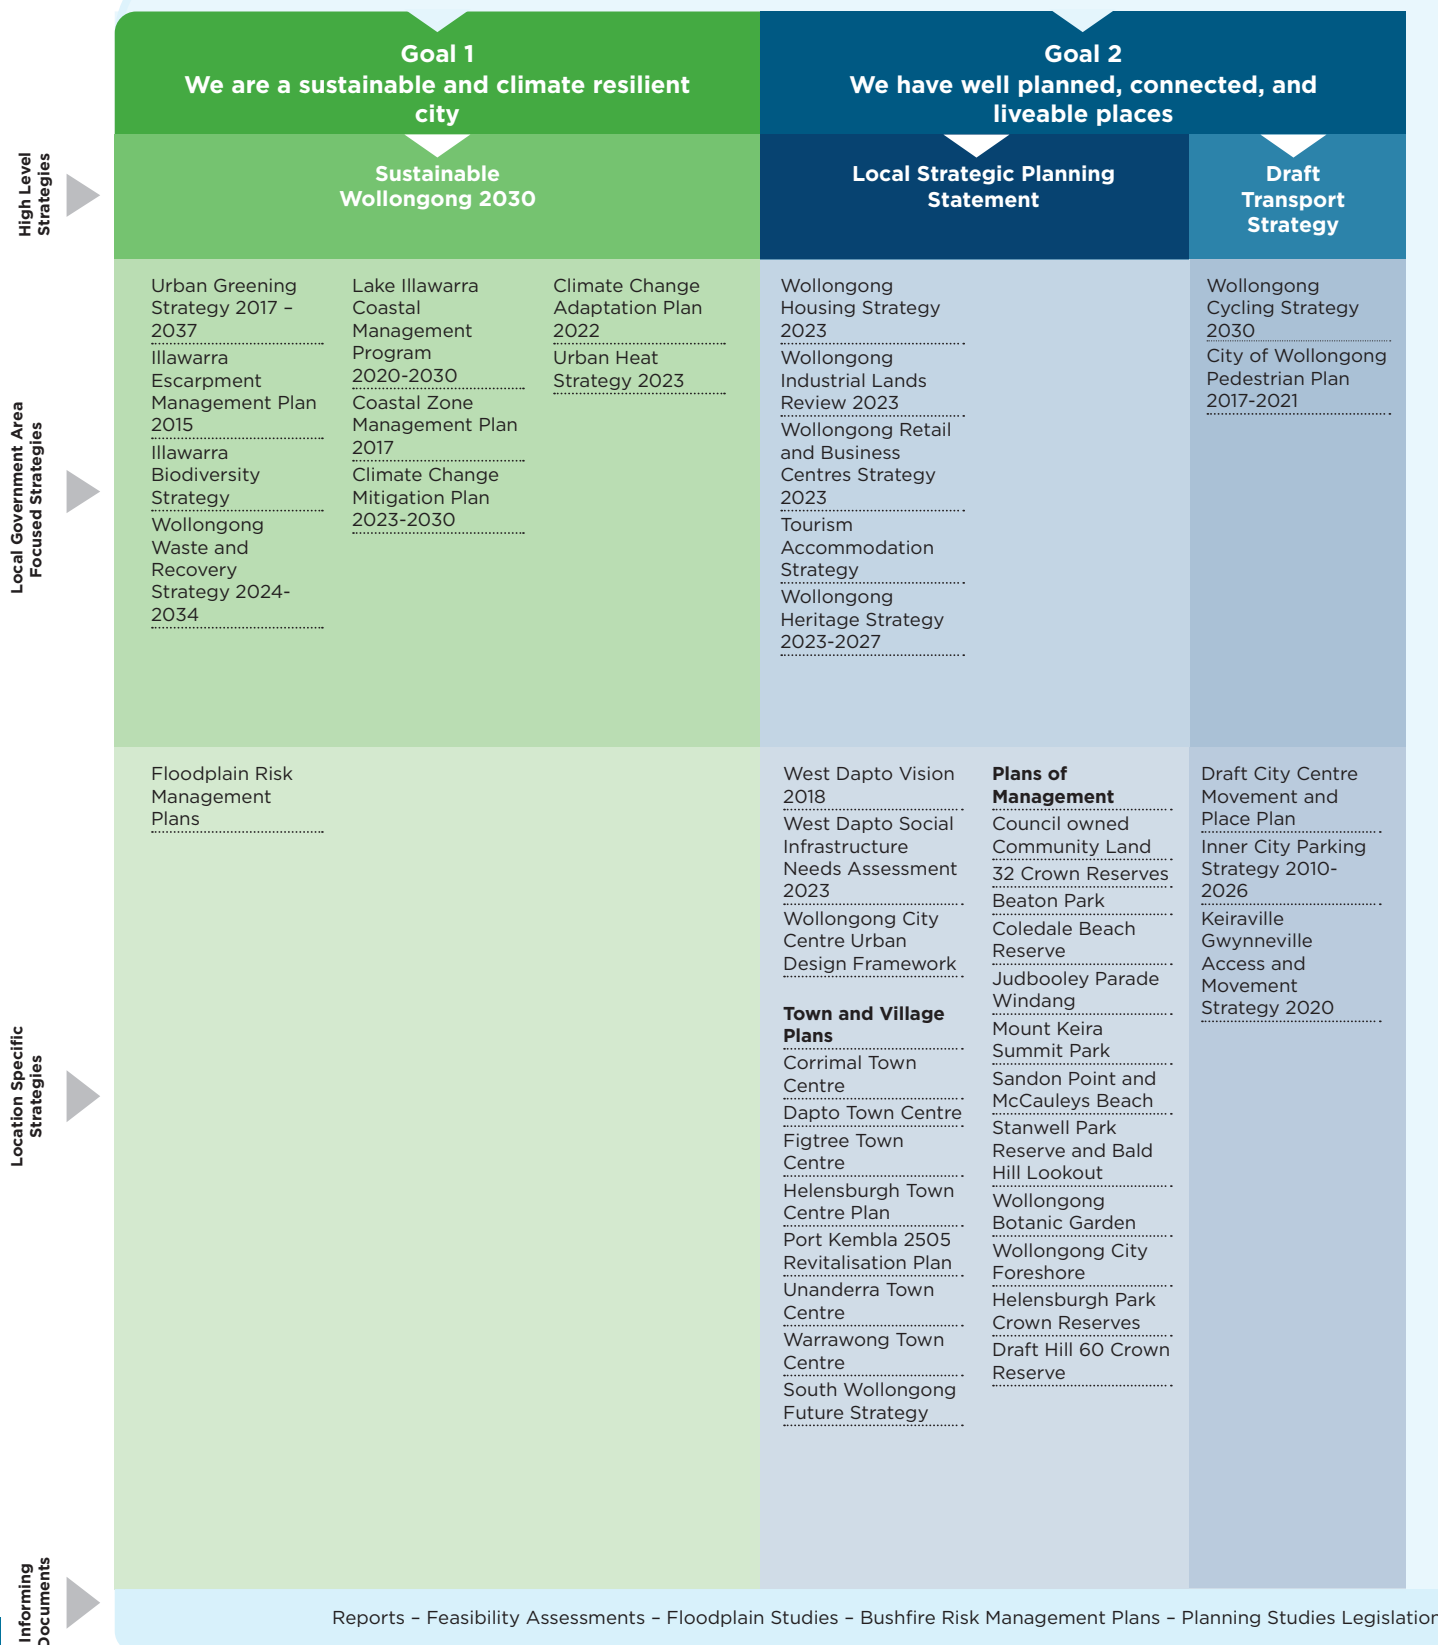 Goal 1
We are a sustainable and climate resilient
city
Goal 2
We have well planned, connected, and
liveable places
High Level
Strategies
Sustainable
Wollongong 2030
Local Strategic Planning
Statement
Draft
Transport
Strategy
Local Government Area
Focused Strategies
Urban Greening
Strategy 2017 –
2037
Illawarra
Escarpment
Management Plan
2015
Illawarra
Biodiversity
Strategy
Wollongong
Waste and
Recovery
Strategy 2024-
2034
Lake Illawarra
Coastal
Management
Program
2020-2030
Coastal Zone
Management Plan
2017
Climate Change
Mitigation Plan
2023-2030
Climate Change
Adaptation Plan
2022
Urban Heat
Strategy 2023
Wollongong
Housing Strategy
2023
Wollongong
Industrial Lands
Review 2023
Wollongong Retail
and Business
Centres Strategy
2023
Tourism
Accommodation
Strategy
Wollongong
Heritage Strategy
2023-2027
Wollongong
Cycling Strategy
2030
City of Wollongong
Pedestrian Plan
2017-2021
Location Specific
Strategies
Floodplain Risk
Management
Plans
West Dapto Vision
2018
West Dapto Social
Infrastructure
Needs Assessment
2023
Wollongong City
Centre Urban
Design Framework
Town and Village
Plans
Corrimal Town
Centre
Dapto Town Centre
Figtree Town
Centre
Helensburgh Town
Centre Plan
Port Kembla 2505
Revitalisation Plan
Unanderra Town
Centre
Warrawong Town
Centre
South Wollongong
Future Strategy
Plans of
Management
Council owned
Community Land
32 Crown Reserves
Beaton Park
Coledale Beach
Reserve
Judbooley Parade
Windang
Mount Keira
Summit Park
Sandon Point and
McCauleys Beach
Stanwell Park
Reserve and Bald
Hill Lookout
Wollongong
Botanic Garden
Wollongong City
Foreshore
Helensburgh Park
Crown Reserves
Draft Hill 60 Crown
Reserve
Draft City Centre
Movement and
Place Plan
Inner City Parking
Strategy 2010-
2026
Keiraville
Gwynneville
Access and
Movement
Strategy 2020
Informing
Documents
Reports – Feasibility Assessments – Floodplain Studies – Bushfire Risk Management Plans – Planning Studies Legislation